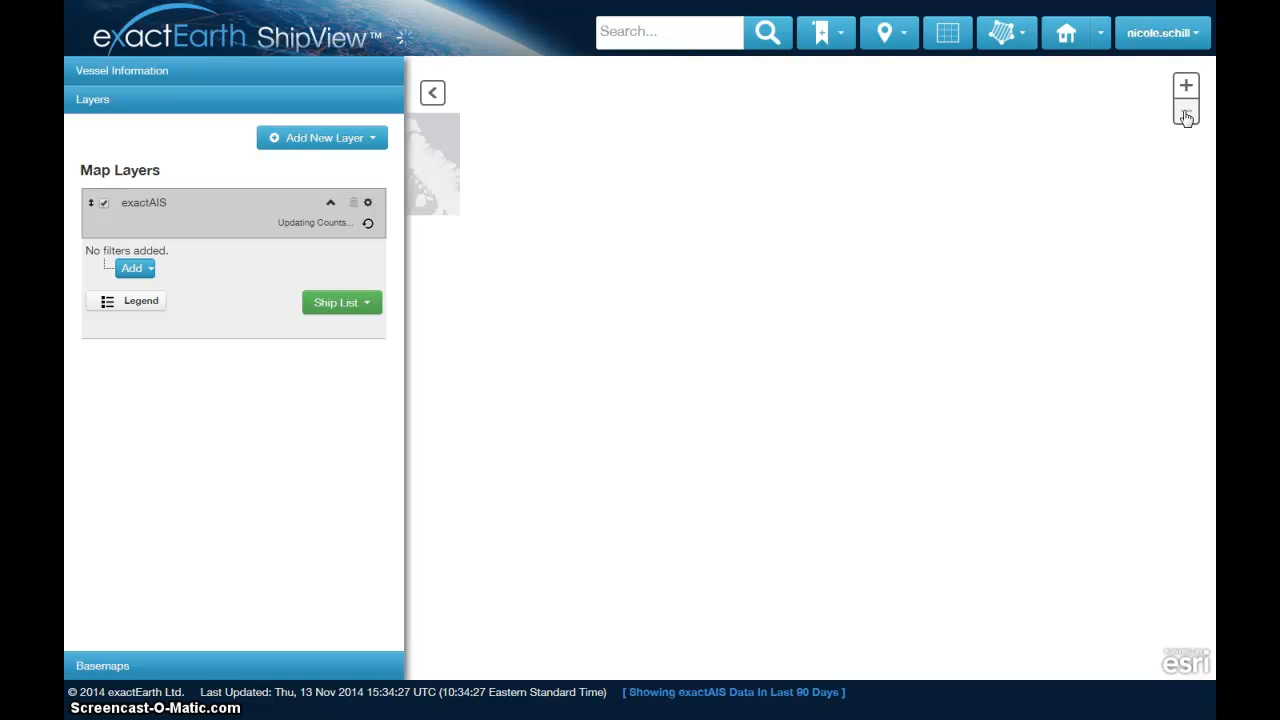 exactEarth ShipView™
Search...
nicole.schill
Vessel Information
Layers
Add New Layer
Map Layers
exactAIS
Updating Counts...
No filters added.
Add
Legend
Ship List
Basemaps
POWERED BY
esri
© 2014 exactEarth Ltd. Last Updated: Thu, 13 Nov 2014 15:34:27 UTC (10:34:27 Eastern Standard Time) [ Showing exactAIS Data In Last 90 Days ]
Screencast-O-Matic.com